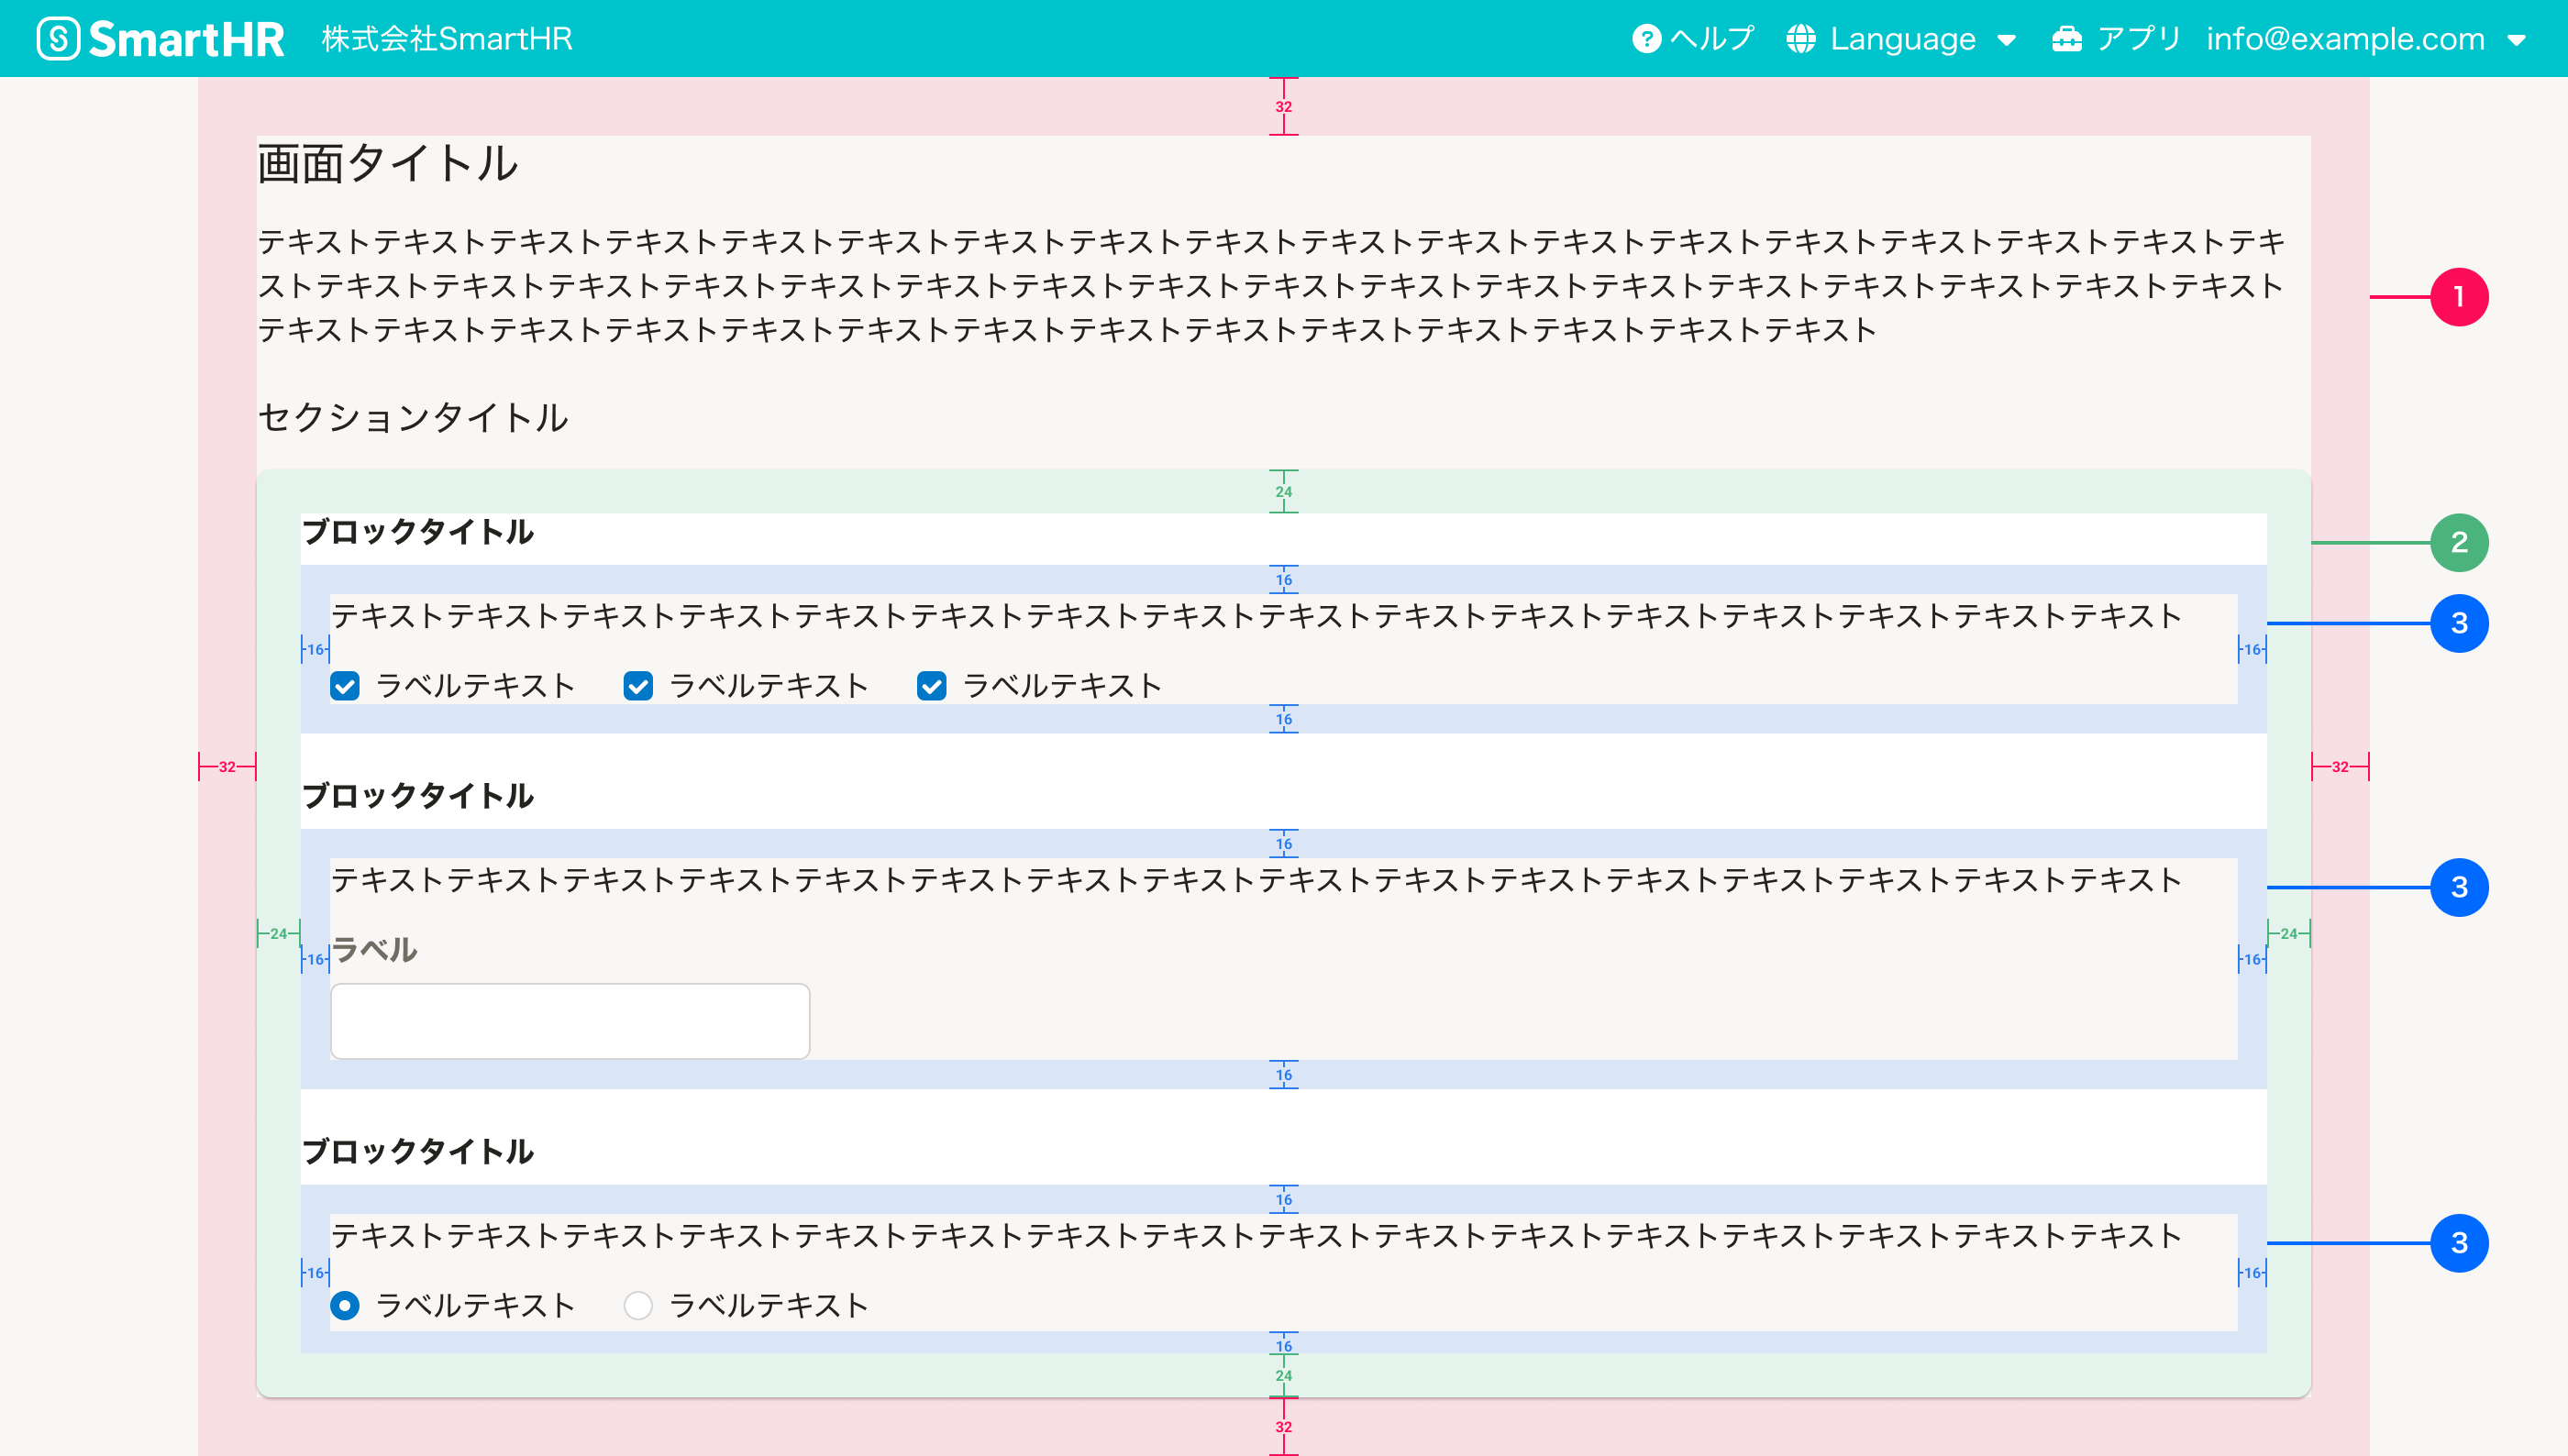 SmartHR 株式会社SmartHR ヘルプ Language アプリ info@example.com
32
画面タイトル
テキストテキストテキストテキストテキストテキストテキストテキストテキストテキストテキストテキストテキストテキストテキストテキストテキストテキ
ストテキストテキストテキストテキストテキストテキストテキストテキストテキストテキストテキストテキストテキストテキストテキストテキストテキスト
テキストテキストテキストテキストテキストテキストテキストテキストテキストテキストテキストテキストテキストテキスト
1
セクションタイトル
24
ブロックタイトル
2
16
テキストテキストテキストテキストテキストテキストテキストテキストテキストテキストテキストテキストテキストテキストテキストテキスト
3
16 16
ラベルテキスト ラベルテキスト ラベルテキスト
16
32 32
ブロックタイトル
16
テキストテキストテキストテキストテキストテキストテキストテキストテキストテキストテキストテキストテキストテキストテキストテキスト
3
24 24
ラベル
16 16
16
ブロックタイトル
16
テキストテキストテキストテキストテキストテキストテキストテキストテキストテキストテキストテキストテキストテキストテキストテキスト
3
16 16
ラベルテキスト ラベルテキスト
16
24
32